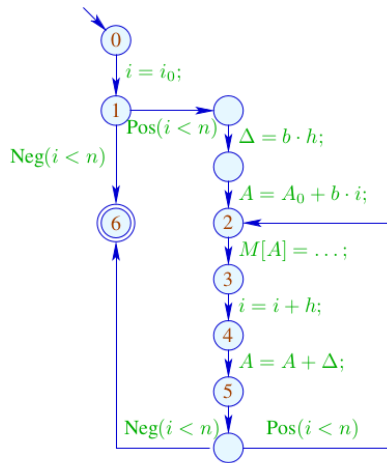 0
i = i₀;
1
Pos(i < n)
Δ = b · h;
Neg(i < n)
A = A₀ + b · i;
6
2
M[A] = . . . ;
3
i = i + h;
4
A = A + Δ;
5
Neg(i < n)
Pos(i < n)